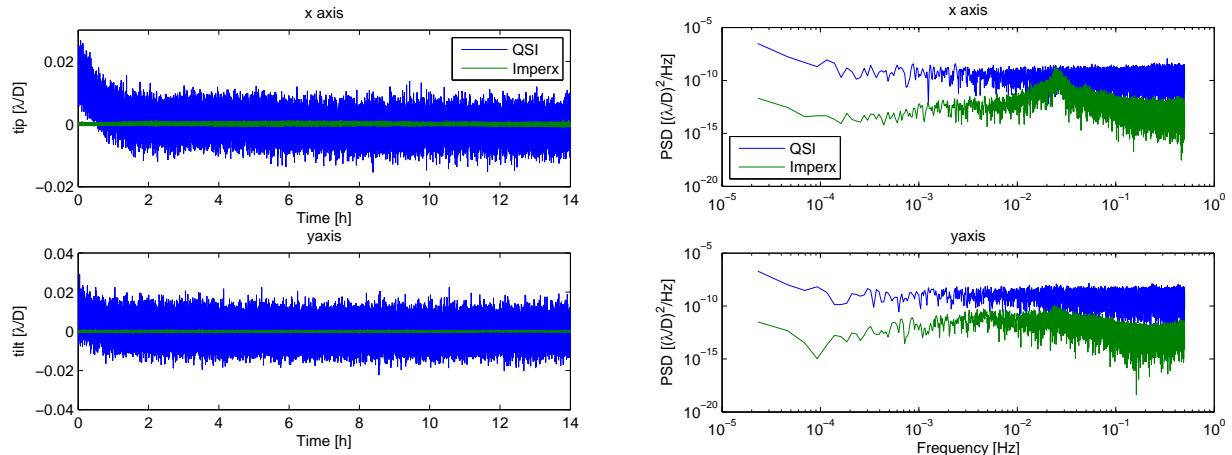 x axis
0.02
0
−0.02
tip [λ/D]
QSI
Imperx
0 2 4 6 8 10 12 14
Time [h]
yaxis
0.04
0.02
0
−0.02
−0.04
tilt [λ/D]
0 2 4 6 8 10 12 14
Time [h]
x axis
10^−5
10^−10
10^−15
10^−20
PSD [(λ/D)^2/Hz]
QSI
Imperx
10^−5 10^−4 10^−3 10^−2 10^−1 10^0
yaxis
10^−5
10^−10
10^−15
10^−20
PSD [(λ/D)^2/Hz]
10^−5 10^−4 10^−3 10^−2 10^−1 10^0
Frequency [Hz]